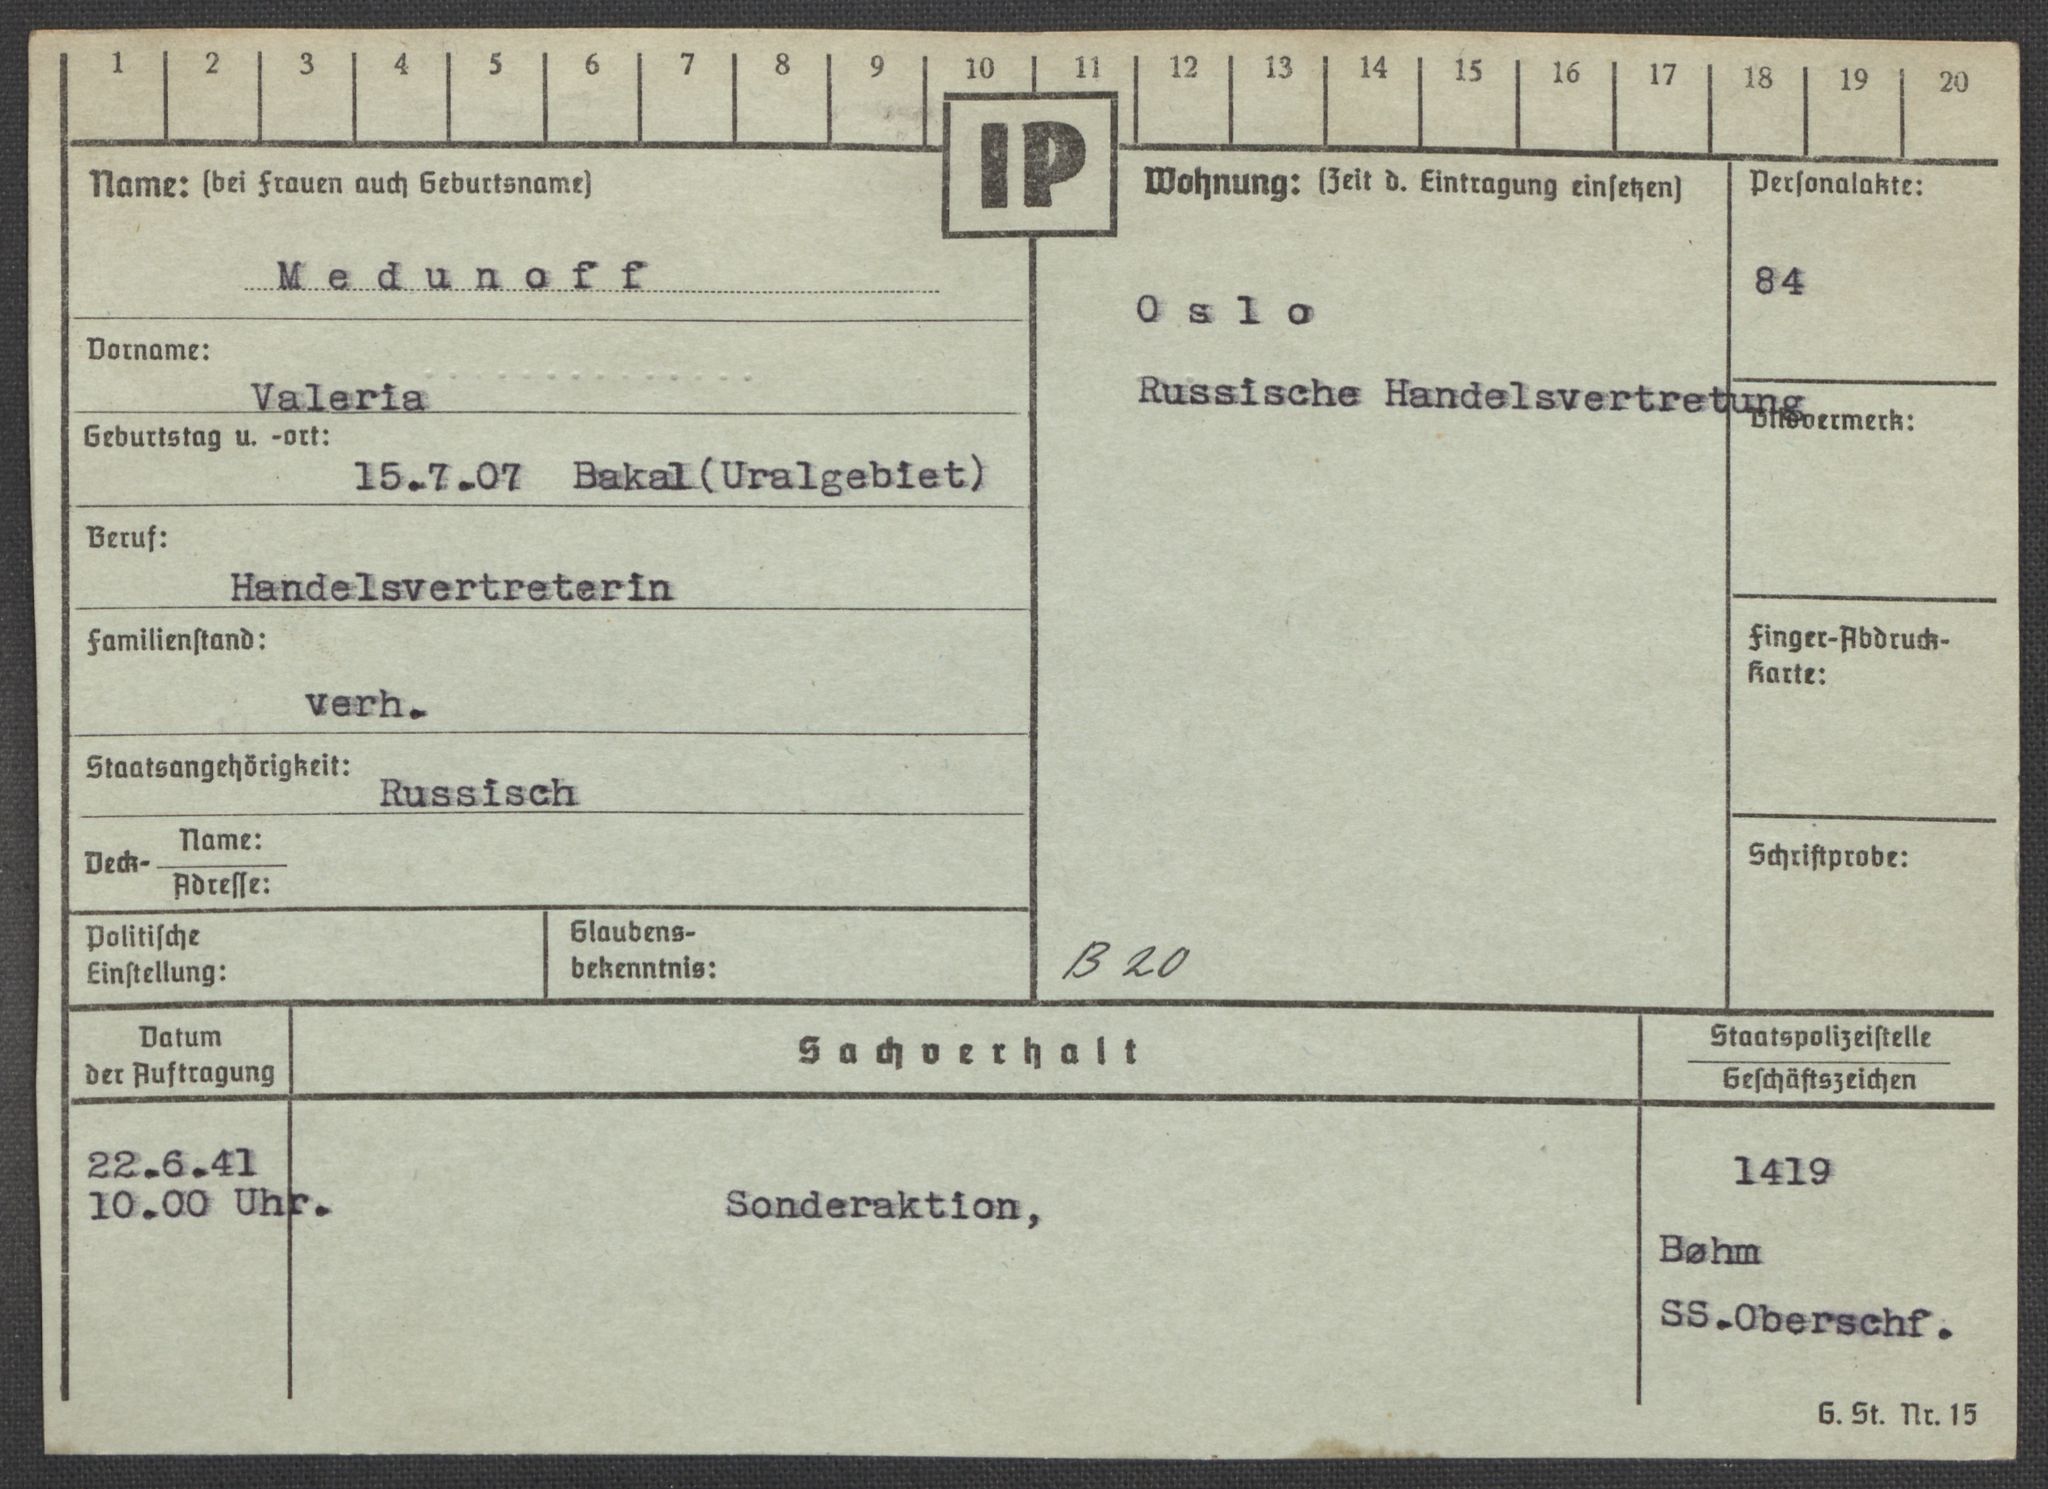 1 2 3 4 5 6 7 8 9 10 11 12 13 14 15 16 17 18 19 20
IP
Name: (bei Frauen auch Geburtsname)
Medunoff
Vorname:
Valeria
Geburtstag u. -ort:
15.7.07 Bakal(Uralgebiet)
Beruf:
Handelsvertreterin
Familienstand:
verh.
Staatsangehörigkeit:
Russisch
Deck- Name:
Adresse:
Politische
Einstellung:
Glaubens-
bekenntnis:
Wohnung: (Zeit d. Eintragung einsetzen)
Oslo
Russische Handelsvertretung
B 20
Personalakte:
84
Bildvermerk:
Finger-Abdruck-
Karte:
Schriftprobe:
Datum
der Auftragung
Sachverhalt
Staatspolizeistelle
Geschäftszeichen
22.6.41
10.00 Uhr.
Sonderaktion,
1419
Bøhm
SS.Oberschf.
G. St. Nr. 15